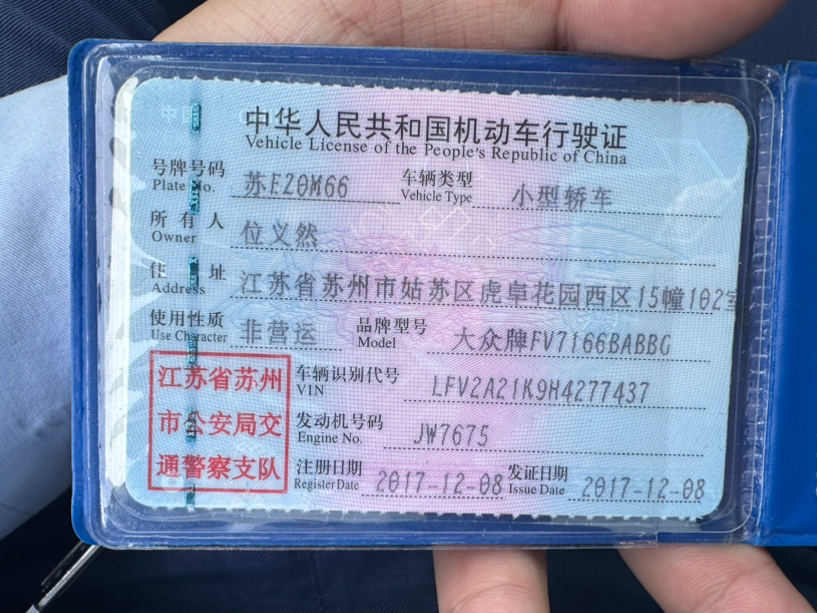 中华人民共和国机动车行驶证
Vehicle License of the People's Republic of China
号牌号码 Plate No. 苏EZ0M66 车辆类型 Vehicle Type 小型轿车
所有人 Owner 位义然
住址 Address 江苏省苏州市姑苏区虎阜花园西区15幢102室
使用性质 Use Character 非营运 品牌型号 Model 大众牌FV7166BABBG
江苏省苏州
市公安局交
通警察支队
车辆识别代号 VIN LFV2A21K9H4277437
发动机号码 Engine No. JW7675
注册日期 Register Date 2017-12-08 发证日期 Issue Date 2017-12-08